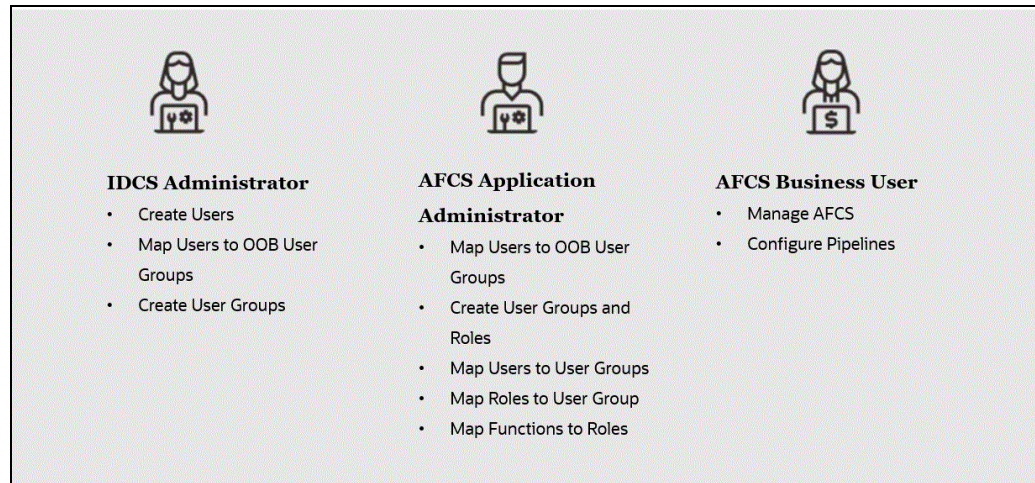 $
IDCS Administrator
• Create Users
• Map Users to OOB User
Groups
• Create User Groups
AFCS Application
Administrator
• Map Users to OOB User
Groups
• Create User Groups and
Roles
• Map Users to User Groups
• Map Roles to User Group
• Map Functions to Roles
AFCS Business User
• Manage AFCS
• Configure Pipelines